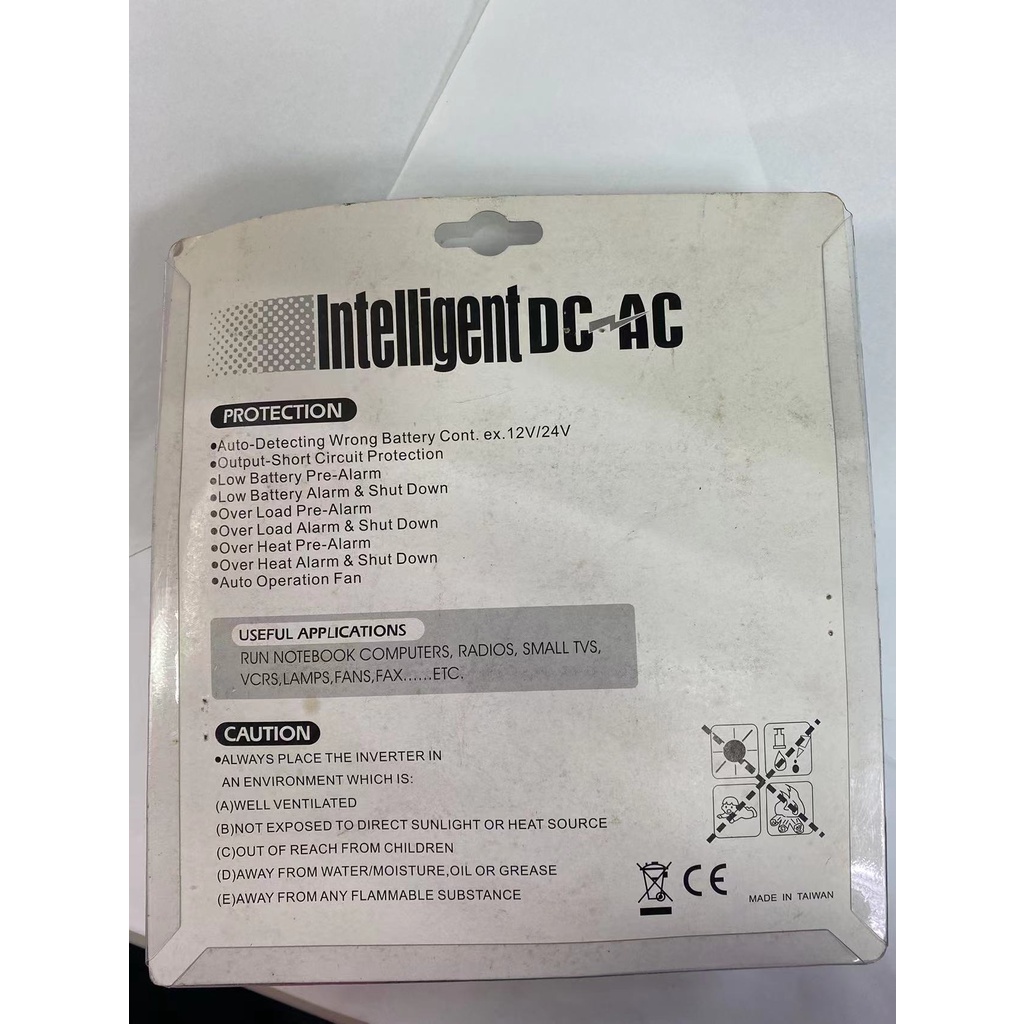 Intelligent DC-AC
PROTECTION
•Auto-Detecting Wrong Battery Cont. ex.12V/24V
•Output-Short Circuit Protection
•Low Battery Pre-Alarm
•Low Battery Alarm & Shut Down
•Over Load Pre-Alarm
•Over Load Alarm & Shut Down
•Over Heat Pre-Alarm
•Over Heat Alarm & Shut Down
•Auto Operation Fan
USEFUL APPLICATIONS
RUN NOTEBOOK COMPUTERS, RADIOS, SMALL TVS,
VCRS,LAMPS,FANS,FAX......ETC.
CAUTION
•ALWAYS PLACE THE INVERTER IN
AN ENVIRONMENT WHICH IS:
(A)WELL VENTILATED
(B)NOT EXPOSED TO DIRECT SUNLIGHT OR HEAT SOURCE
(C)OUT OF REACH FROM CHILDREN
(D)AWAY FROM WATER/MOISTURE,OIL OR GREASE
(E)AWAY FROM ANY FLAMMABLE SUBSTANCE
CE
MADE IN TAIWAN